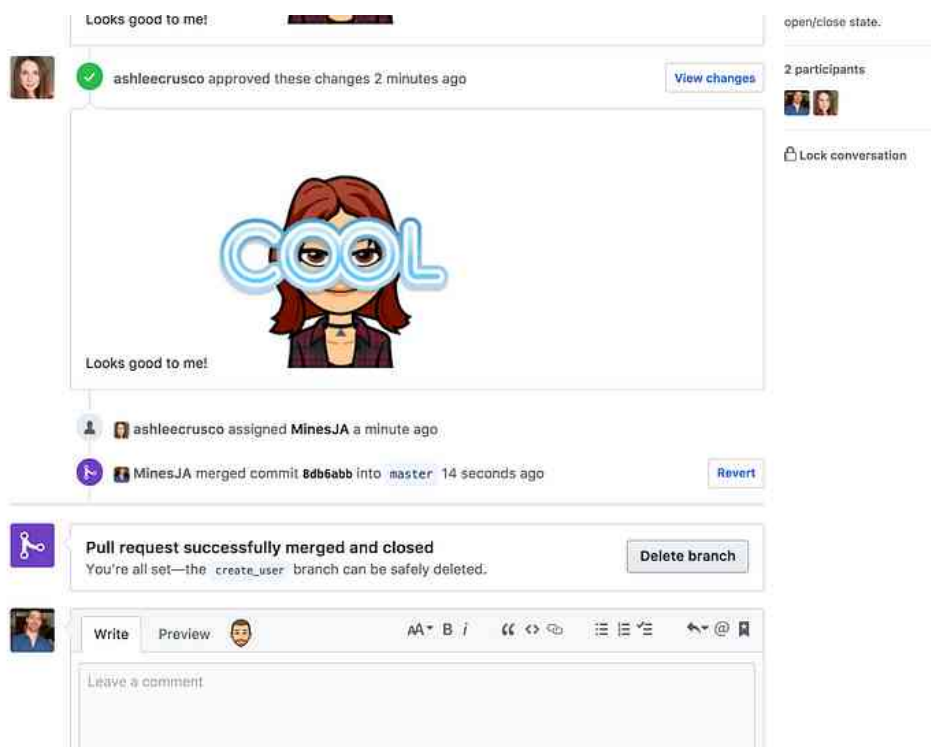 Looks good to me!
open/close state.
ashleecrusco approved these changes 2 minutes ago
View changes
2 participants
Lock conversation
COOL
Looks good to me!
ashleecrusco assigned MinesJA a minute ago
MinesJA merged commit 8db6abb into master 14 seconds ago
Revert
Pull request successfully merged and closed
You're all set—the create_user branch can be safely deleted.
Delete branch
Write Preview AA B i “ <> @
Leave a comment